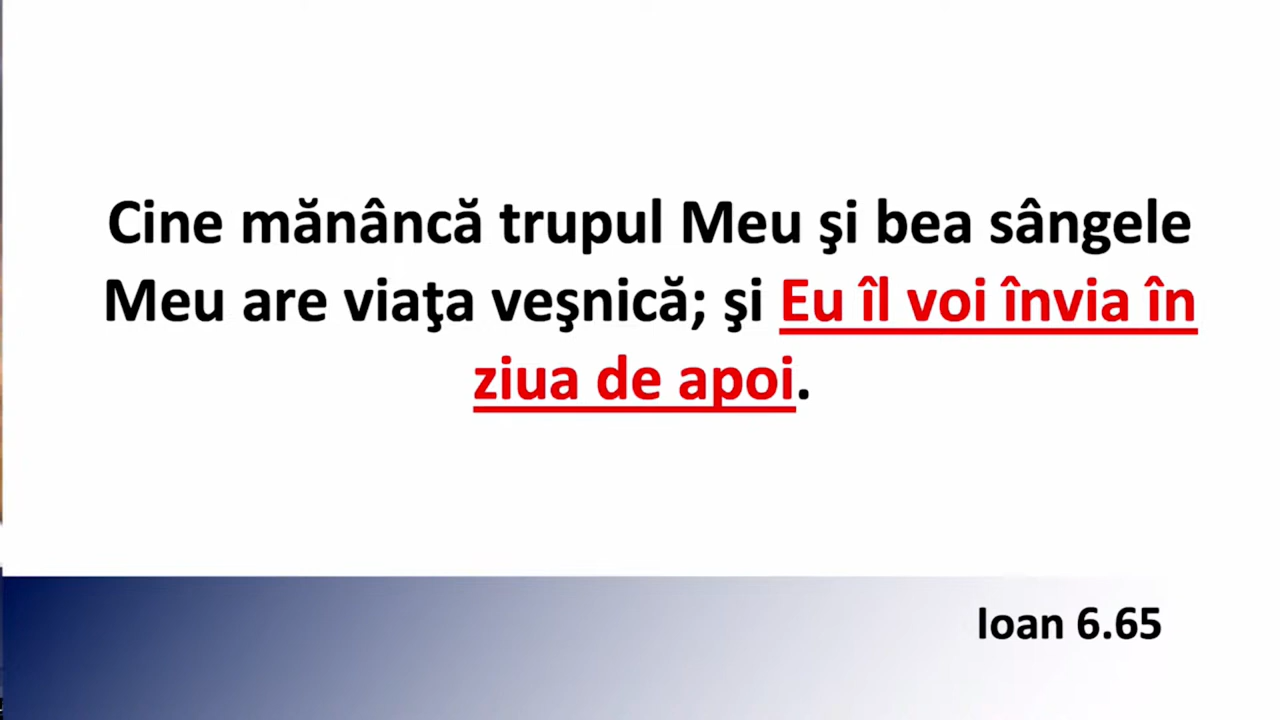 Cine mănâncă trupul Meu şi bea sângele
Meu are viaţa veşnică; şi Eu îl voi învia în
ziua de apoi.
Ioan 6.65